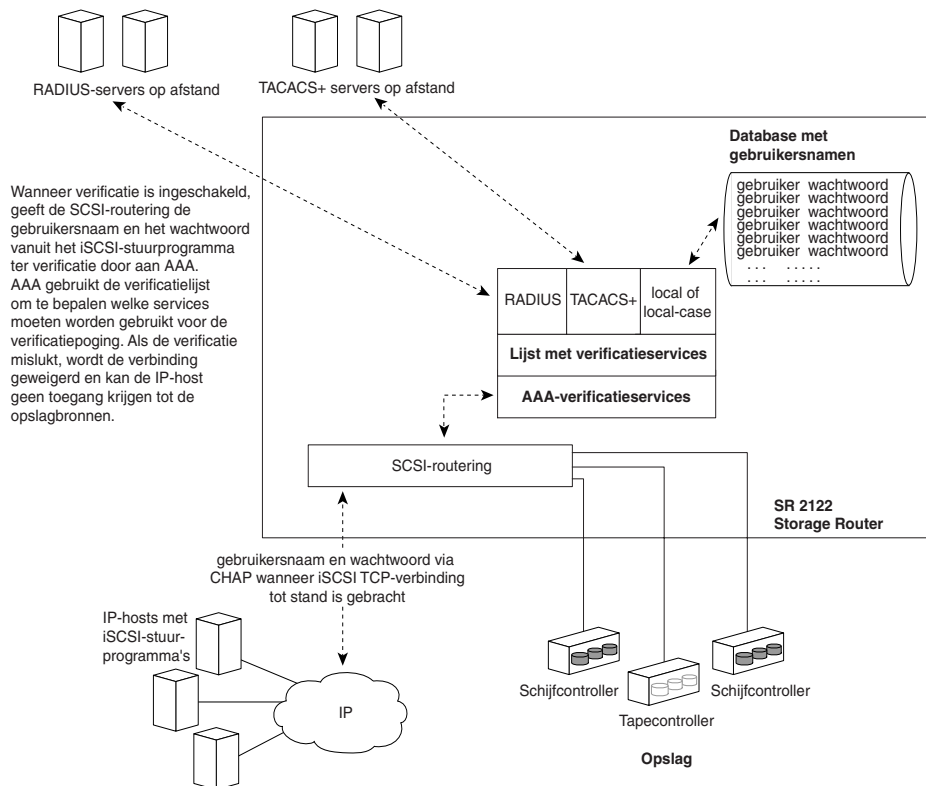 RADIUS-servers op afstand
TACACS+ servers op afstand
Database met
gebruikersnamen
gebruiker wachtwoord
gebruiker wachtwoord
gebruiker wachtwoord
gebruiker wachtwoord
gebruiker wachtwoord
gebruiker wachtwoord
... .....
... .....
Wanneer verificatie is ingeschakeld,
geeft de SCSI-routering de
gebruikersnaam en het wachtwoord
vanuit het iSCSI-stuurprogramma
ter verificatie door aan AAA.
AAA gebruikt de verificatielijst
om te bepalen welke services
moeten worden gebruikt voor de
verificatiepoging. Als de verificatie
mislukt, wordt de verbinding
geweigerd en kan de IP-host
geen toegang krijgen tot de
opslagbronnen.
RADIUS
TACACS+
local of
local-case
Lijst met verificatieservices
AAA-verificatieservices
SCSI-routering
SR 2122
Storage Router
gebruikersnaam en wachtwoord via
CHAP wanneer iSCSI TCP-verbinding
tot stand is gebracht
IP-hosts met
iSCSI-stuur-
programma's
IP
Schijfcontroller
Tapecontroller
Schijfcontroller
Opslag